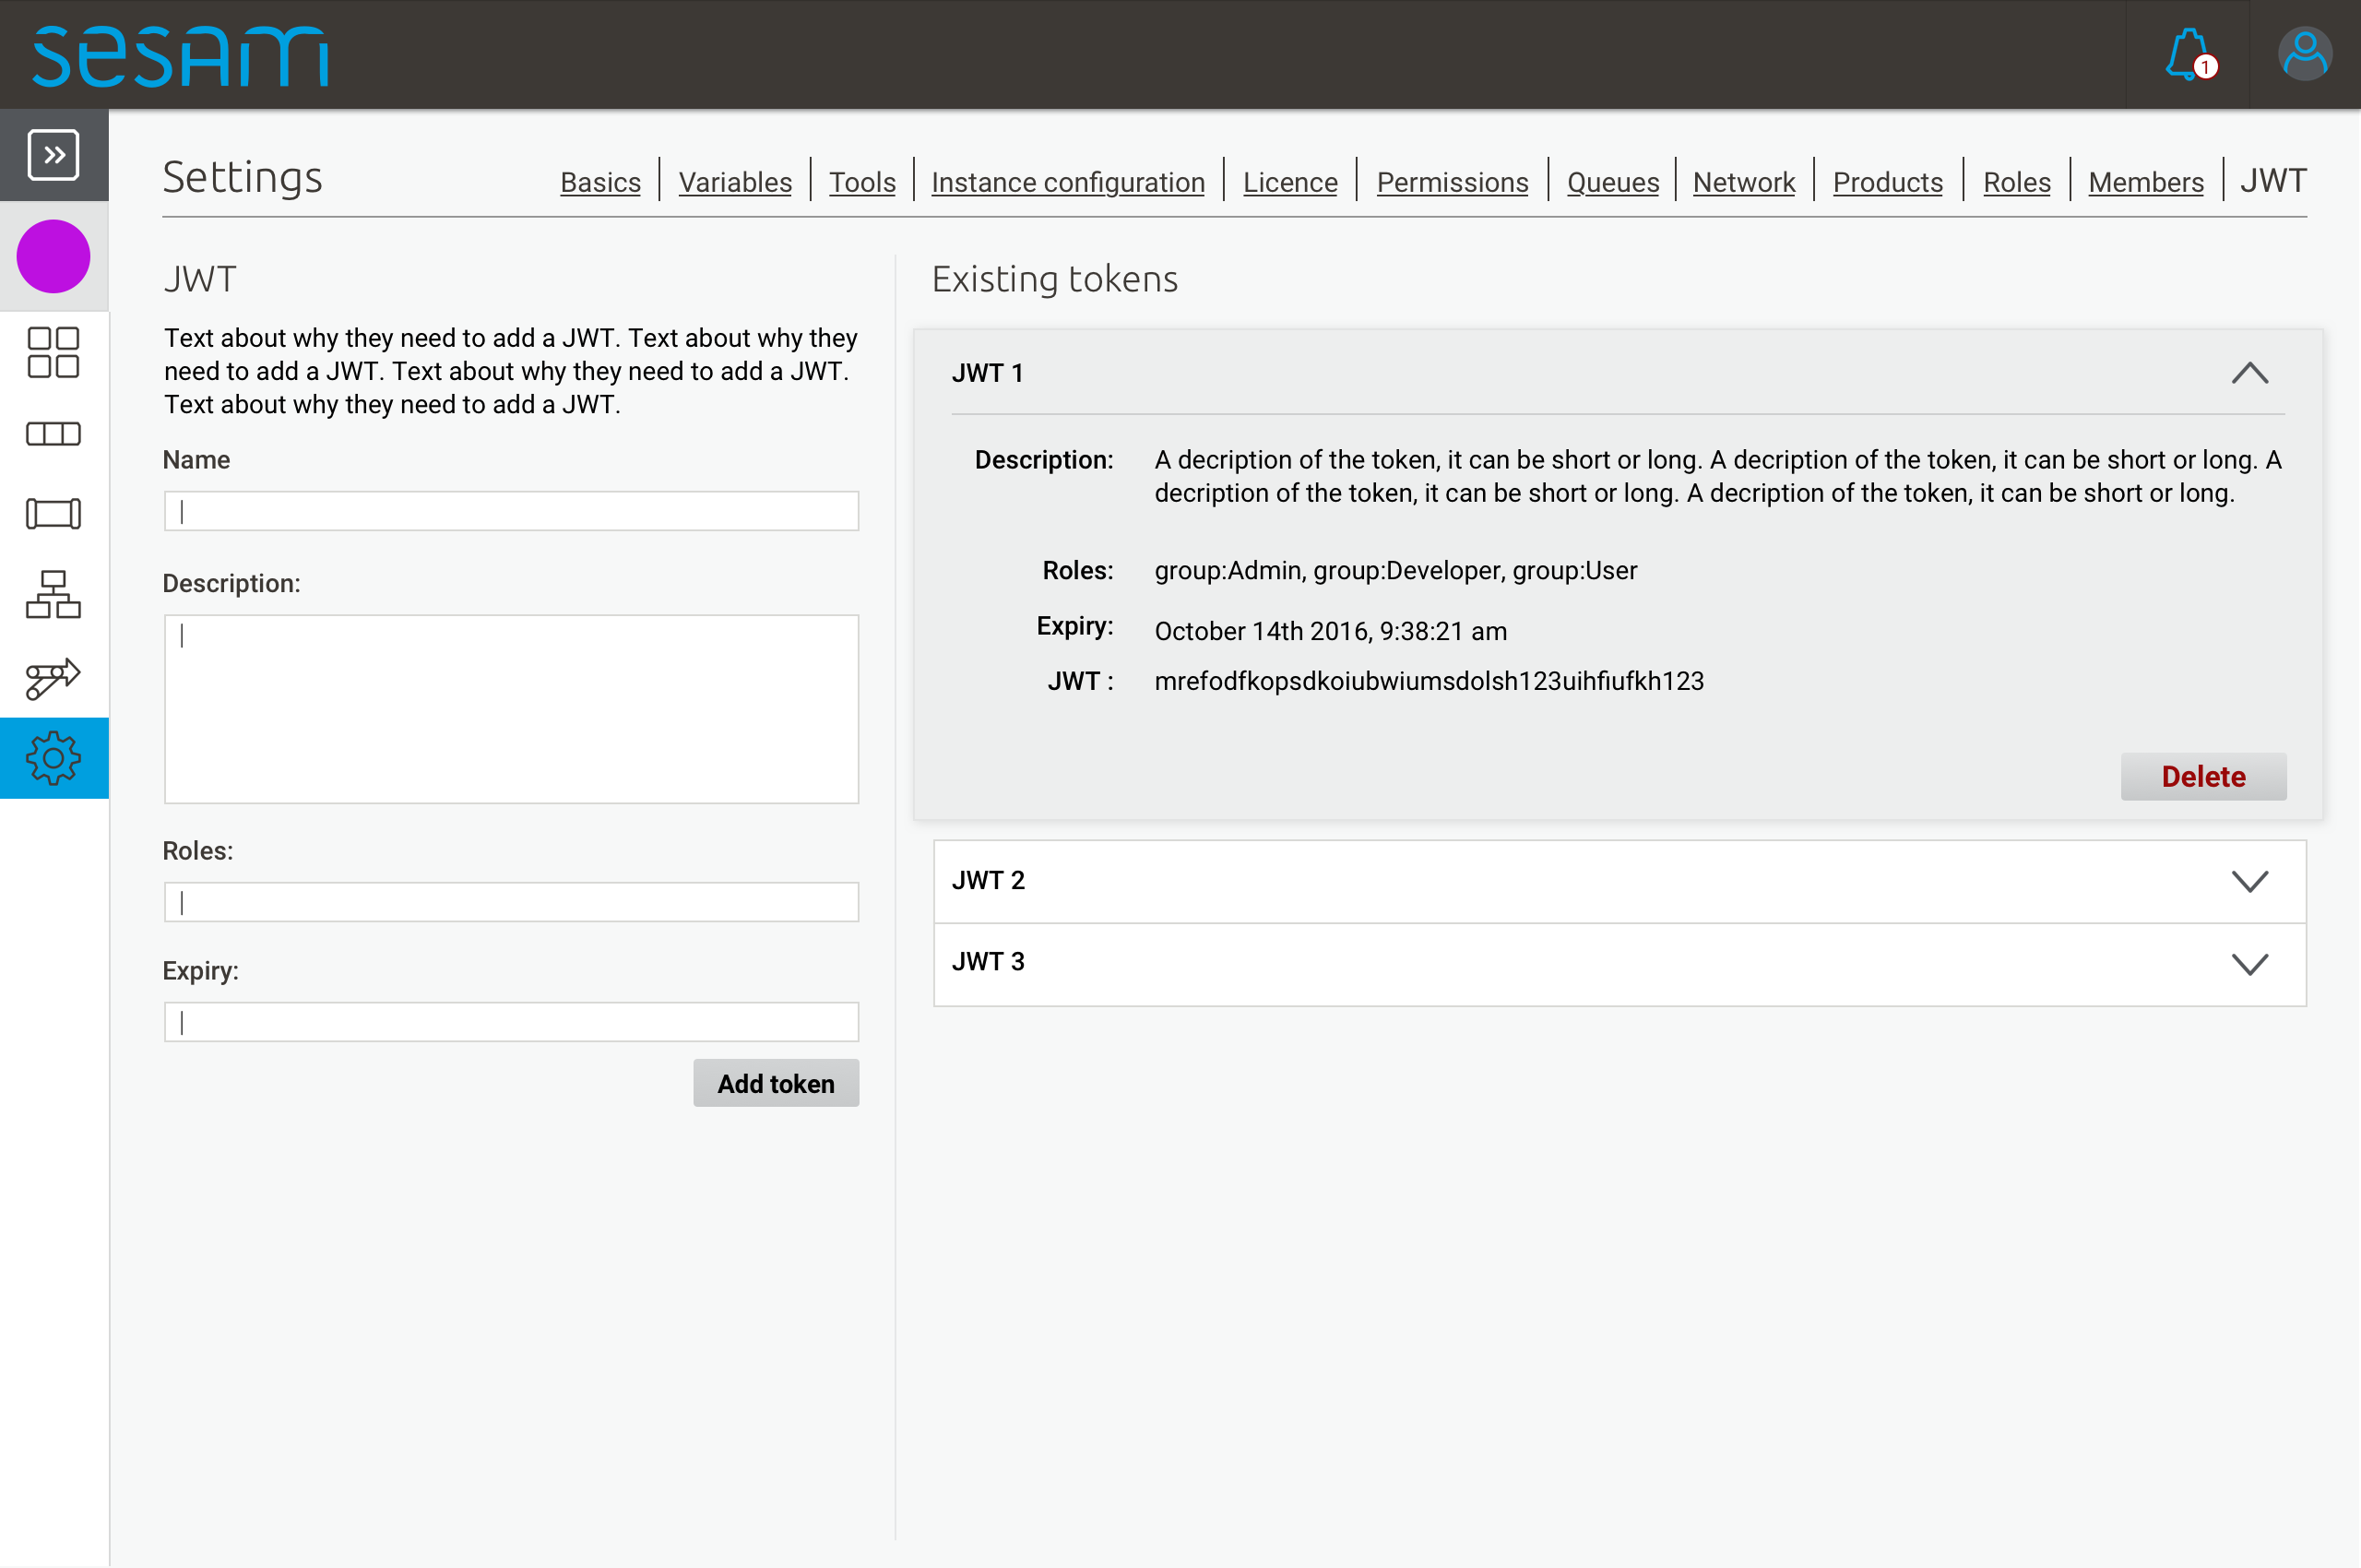 sesam
1
Settings
Basics Variables Tools Instance configuration Licence Permissions Queues Network Products Roles Members JWT
JWT
Text about why they need to add a JWT. Text about why they
need to add a JWT. Text about why they need to add a JWT.
Text about why they need to add a JWT.
Name
Description:
Roles:
Expiry:
Add token
Existing tokens
JWT 1
Description: A decription of the token, it can be short or long. A decription of the token, it can be short or long. A
decription of the token, it can be short or long. A decription of the token, it can be short or long.
Roles: group:Admin, group:Developer, group:User
Expiry: October 14th 2016, 9:38:21 am
JWT : mrefodfkopsdkoiubwiumsdolsh123uihfiufkh123
Delete
JWT 2
JWT 3